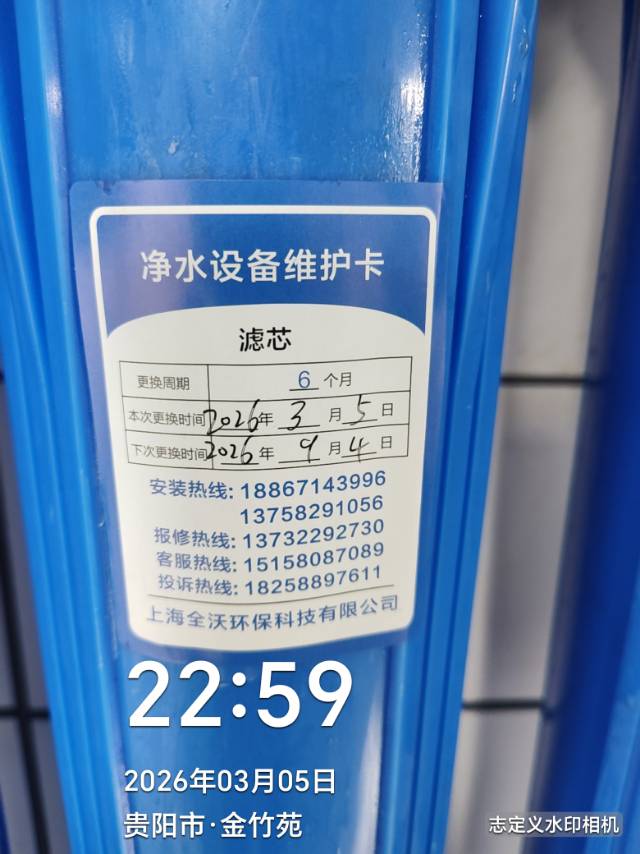 净水设备维护卡
滤芯
更换周期 6 个月
本次更换时间 2026年 3 月 5 日
下次更换时间 2026年 9 月 4 日
安装热线: 18867143996
13758291056
报修热线: 13732292730
客服热线: 15158087089
投诉热线: 18258897611
上海全沃环保科技有限公司
22:59
2026年03月05日
贵阳市·金竹苑
志定义水印相机